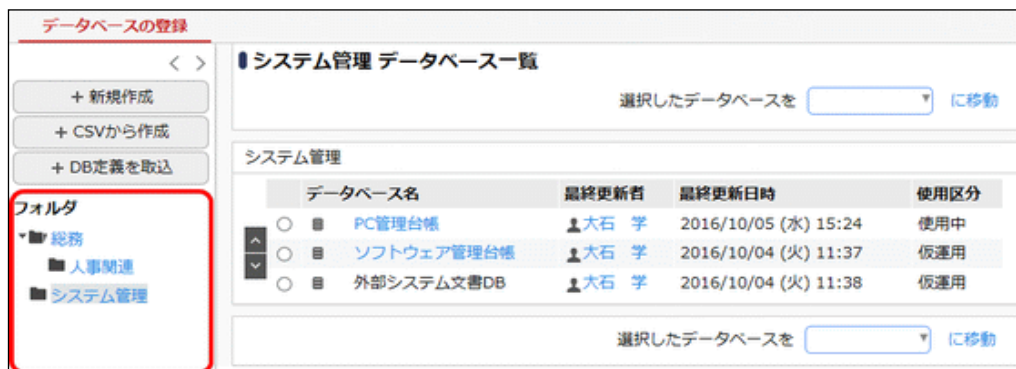 データベースの登録
< >
+ 新規作成
+ CSVから作成
+ DB定義を取込
フォルダ
総務
人事関連
システム管理
システム管理 データベース一覧
選択したデータベースを に移動
システム管理
データベース名 最終更新者 最終更新日時 使用区分
PC管理台帳 大石 学 2016/10/05 (水) 15:24 使用中
ソフトウェア管理台帳 大石 学 2016/10/04 (火) 11:37 仮運用
外部システム文書DB 大石 学 2016/10/04 (火) 11:38 仮運用
選択したデータベースを に移動